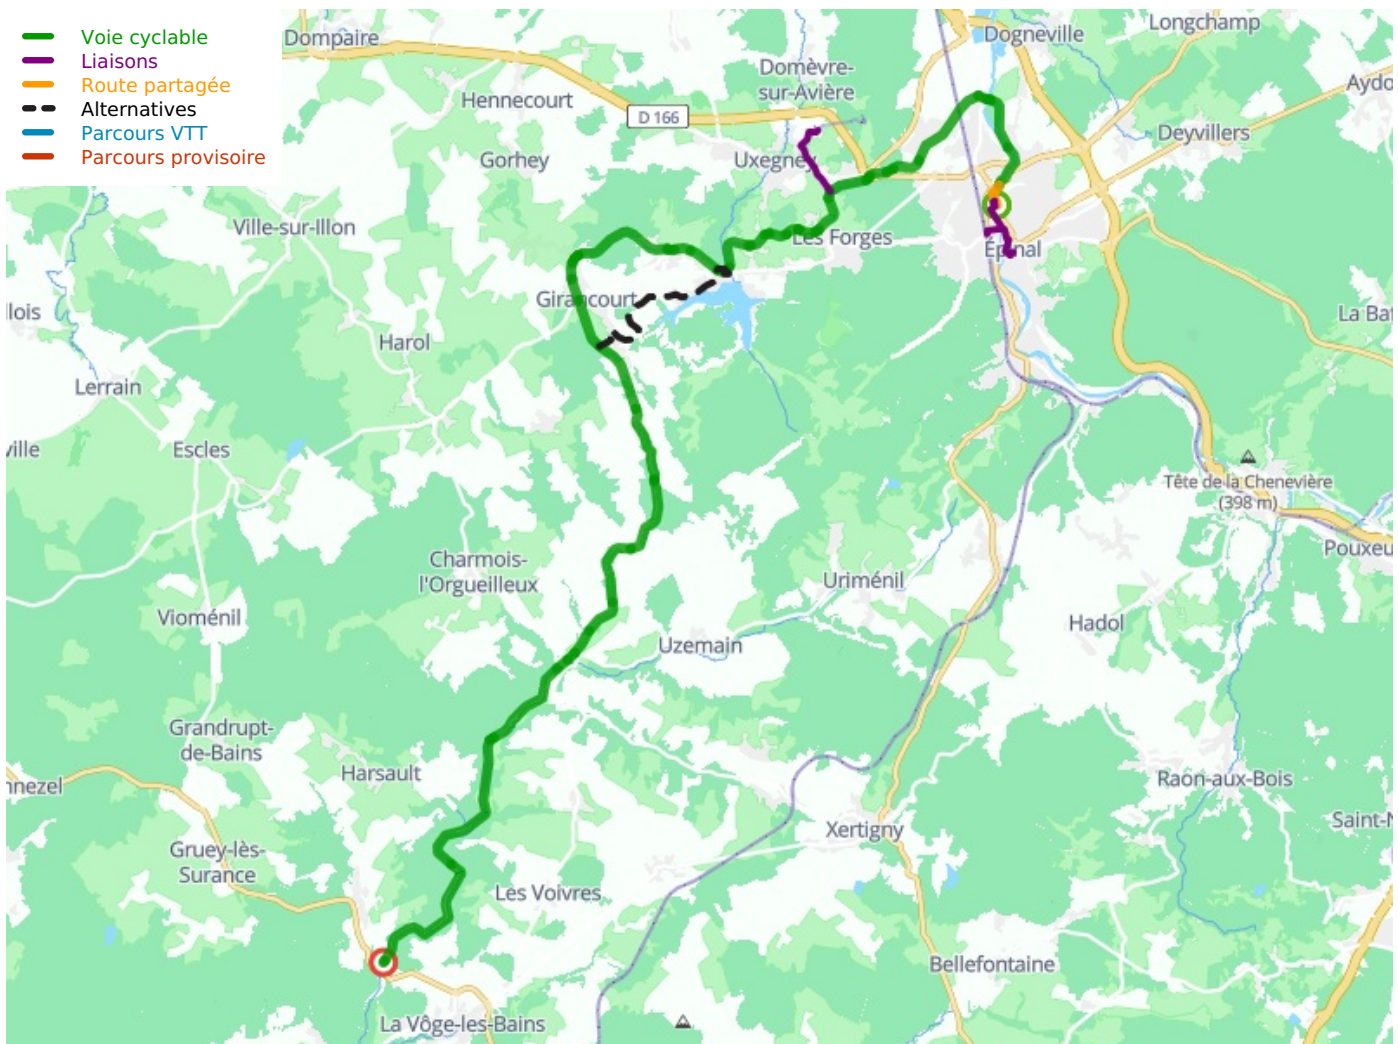 Voie cyclable
Liaisons
Route partagée
Alternatives
Parcours VTT
Parcours provisoire
Dompaire
Dogneville
Longchamp
Domèvre-
sur-Avière
Hennecourt
Aydo
D 166
Deyvillers
Gorhey
Uxegney
Ville-sur-Illon
Les Forges
Épinal
Girancourt
llois
La Baf
Harol
Lerrain
ville
Escles
Tête de la Chenevière
(398 m)
Pouxeu
Charmois-
l'Orgueilleux
Uriménil
Vioménil
Hadol
Uzemain
Grandrupt-
de-Bains
Harsault
nnezel
Raon-aux-Bois
Xertigny
Saint-N
Gruey-lès-
Surance
Les Voivres
Bellefontaine
La Vôge-les-Bains